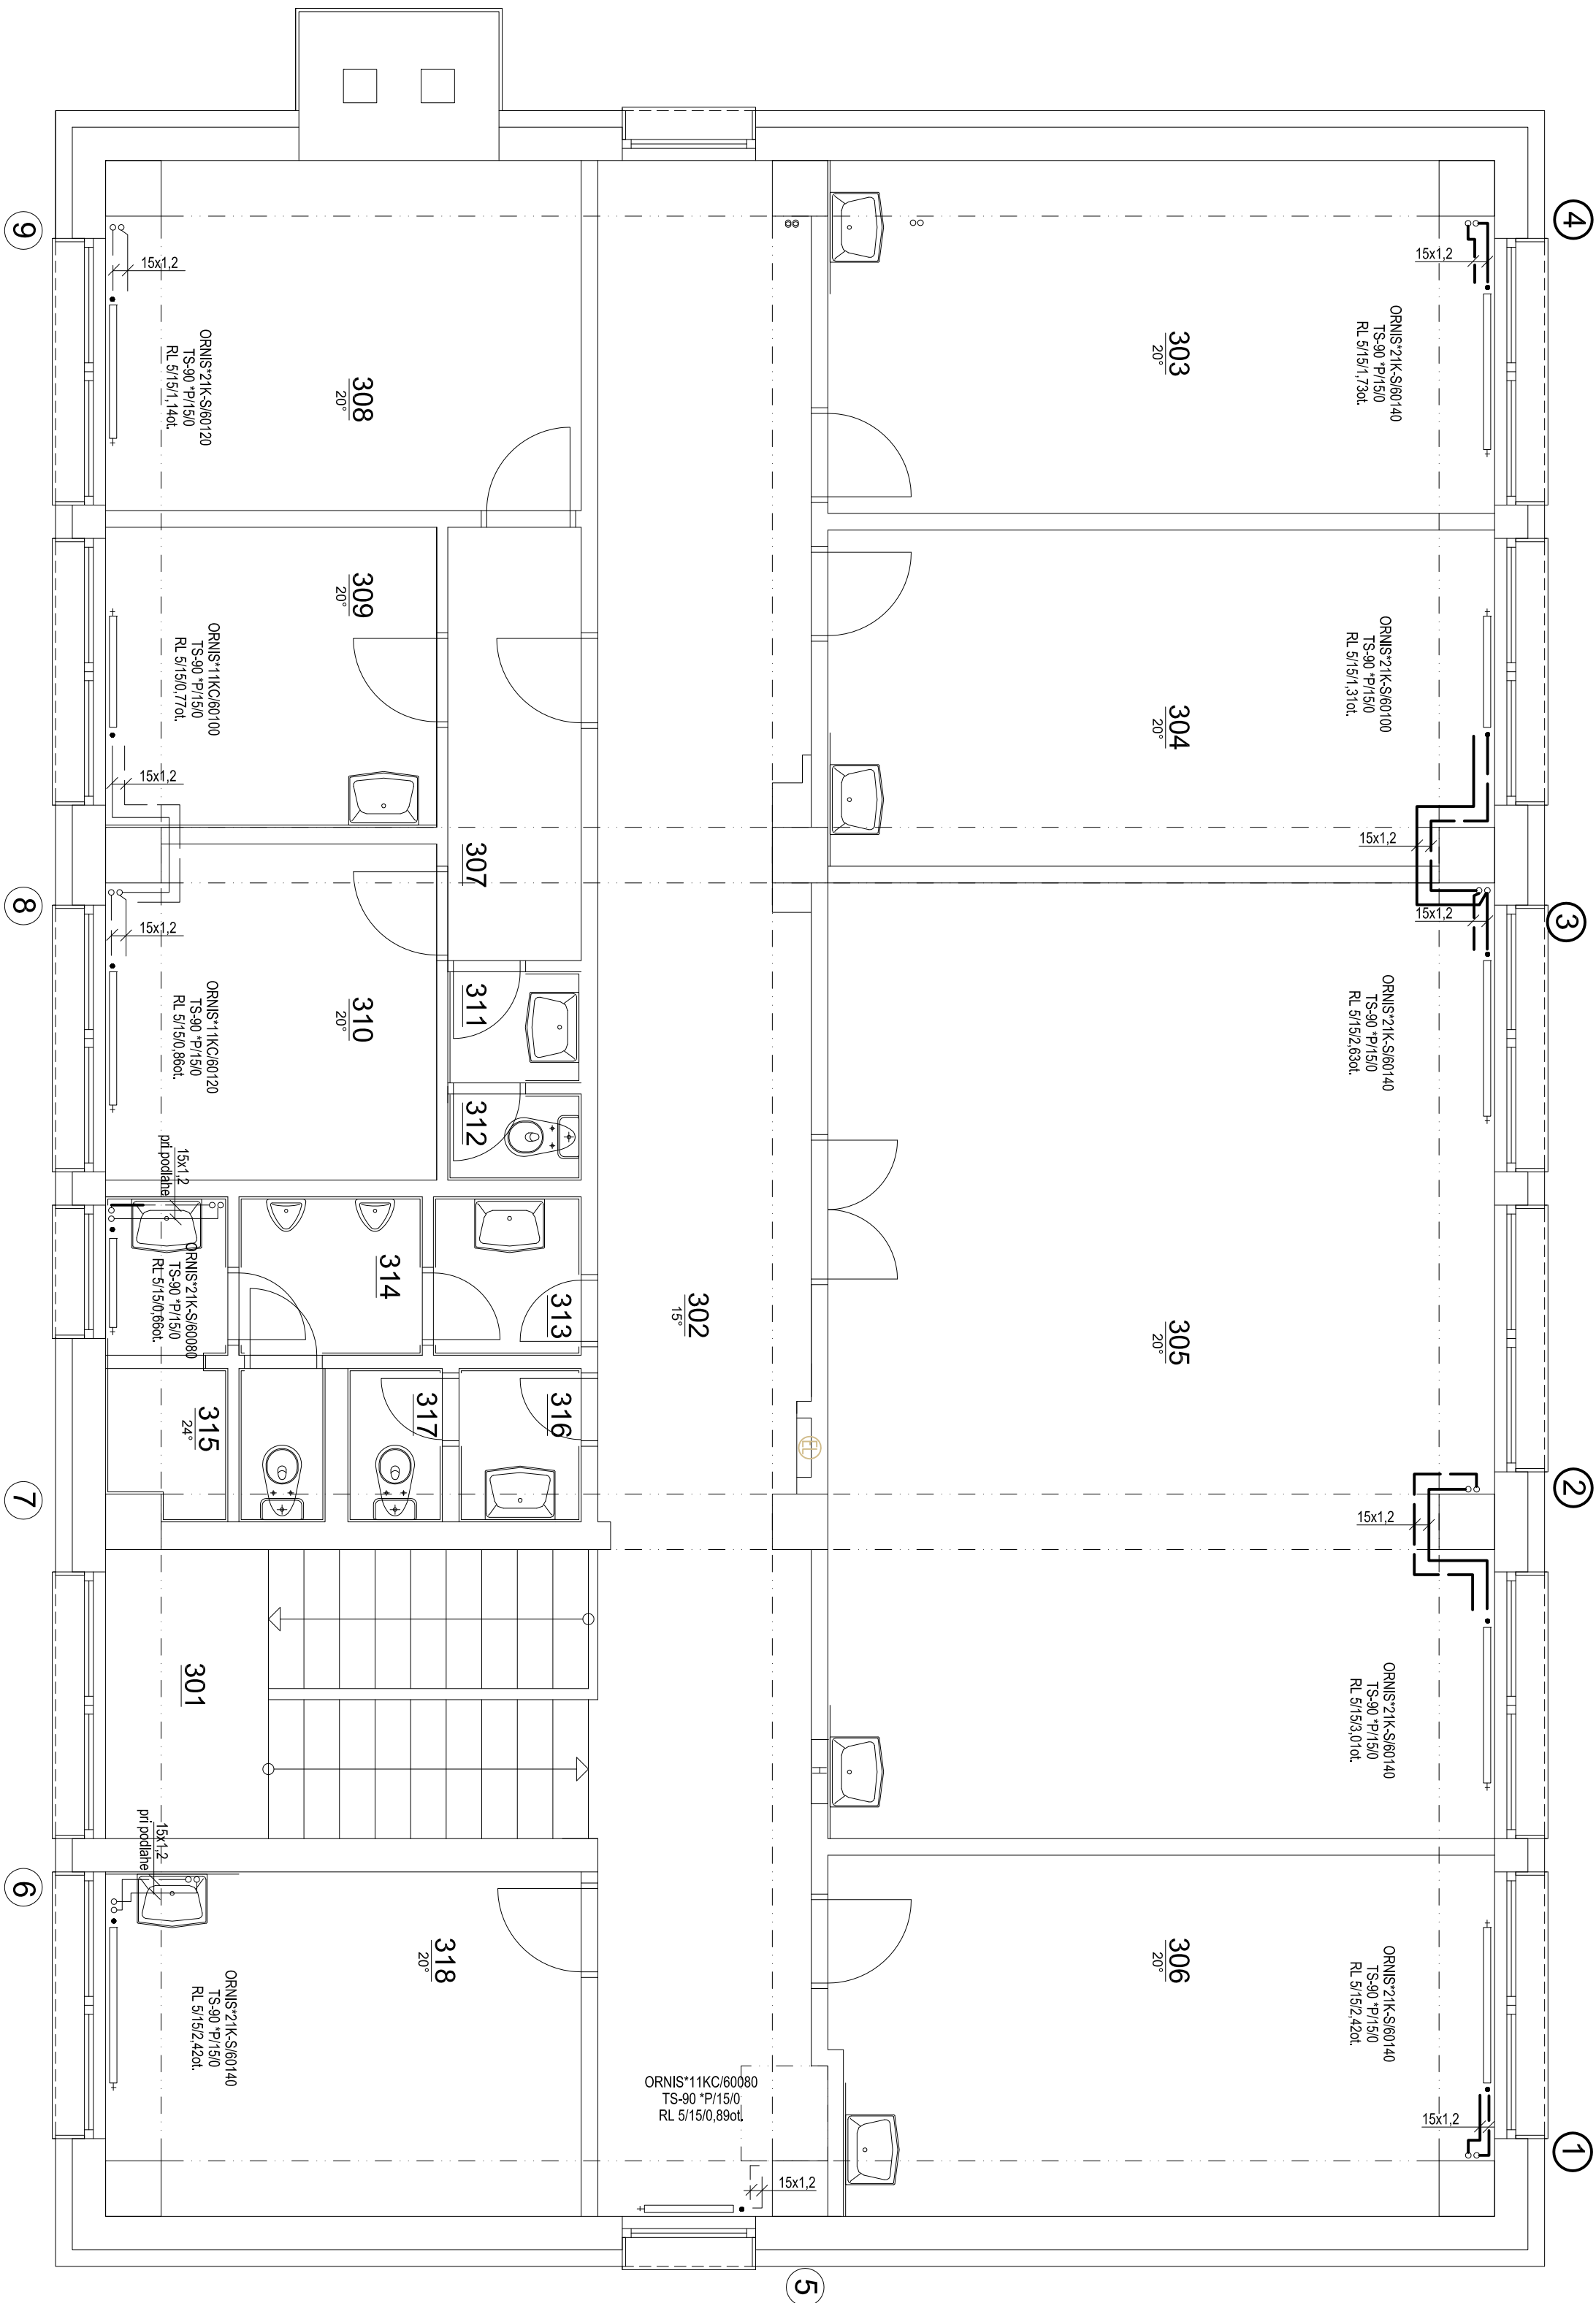 4
3
2
1
9
8
7
6
5
15x1,2
ORNIS*21K-S/60140
TS-90 *P/15/0
RL 5/15/1,73ot.
303
20°
ORNIS*21K-S/60100
TS-90 *P/15/0
RL 5/15/1,31ot.
304
20°
15x1,2
15x1,2
ORNIS*21K-S/60140
TS-90 *P/15/0
RL 5/15/2,63ot.
305
20°
15x1,2
ORNIS*21K-S/60140
TS-90 *P/15/0
RL 5/15/3,01ot.
306
20°
ORNIS*21K-S/60140
TS-90 *P/15/0
RL 5/15/2,42ot.
15x1,2
302
15°
EL
ORNIS*11KC/60080
TS-90 *P/15/0
RL 5/15/0,89ot.
15x1,2
15x1,2
ORNIS*21K-S/60120
TS-90 *P/15/0
RL 5/15/1,14ot.
308
20°
309
20°
ORNIS*11KC/60100
TS-90 *P/15/0
RL 5/15/0,77ot.
15x1,2
307
15x1,2
310
20°
ORNIS*11KC/60120
TS-90 *P/15/0
RL 5/15/0,86ot.
311
312
15x1,2
pri podlahe
ORNIS*21K-S/60080
TS-90 *P/15/0
RL 5/15/0,66ot.
314
313
315
24°
317
316
301
15x1,2
pri podlahe
318
20°
ORNIS*21K-S/60140
TS-90 *P/15/0
RL 5/15/2,42ot.